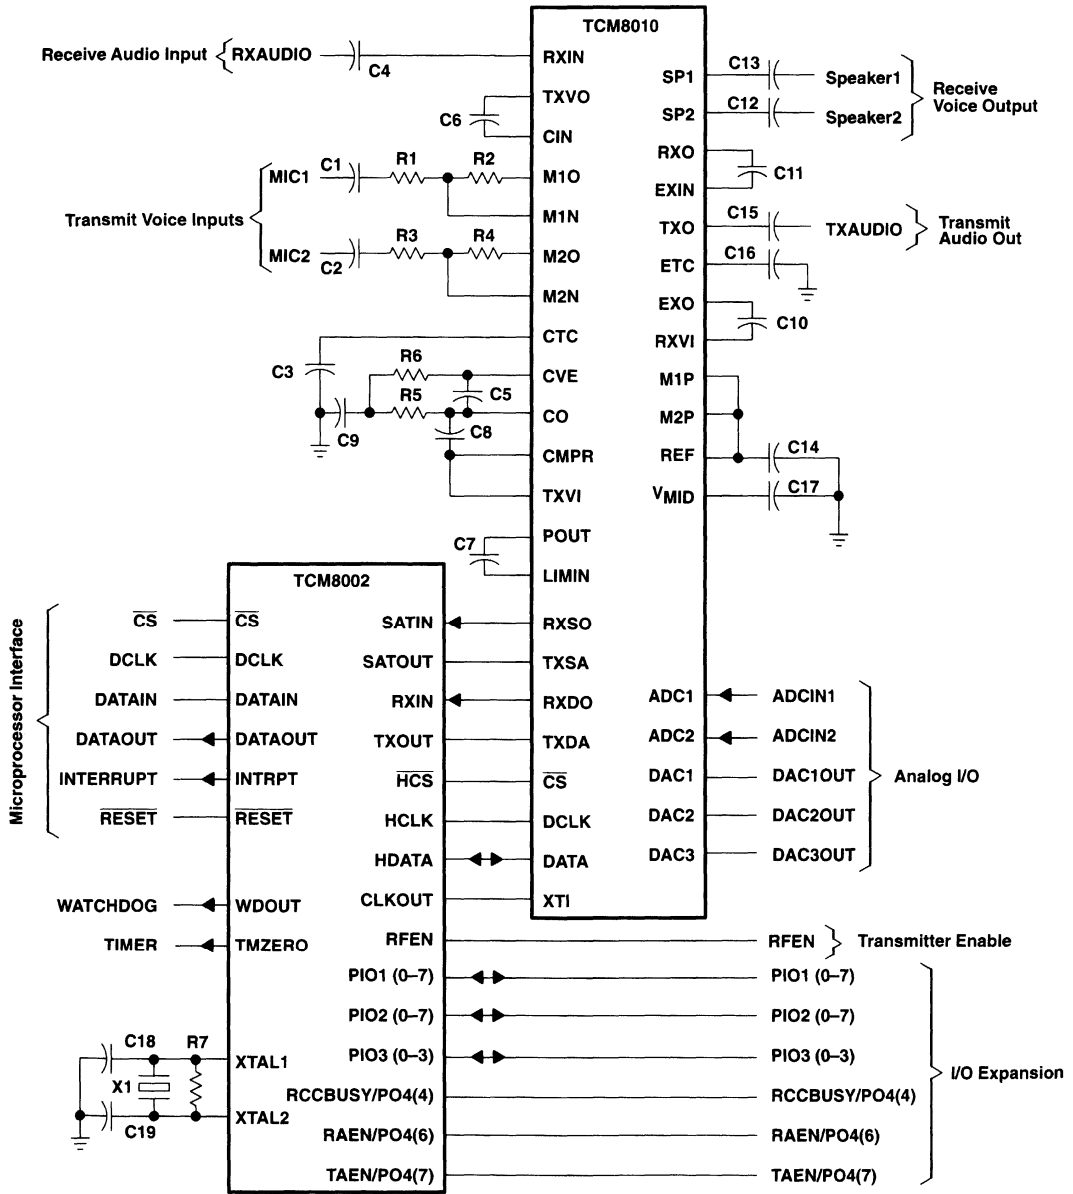 TCM8010
Receive Audio Input
RXAUDIO
C4
RXIN
TXVO
C6
CIN
MIC1
C1
R1
R2
M1O
M1N
Transmit Voice Inputs
MIC2
C2
R3
R4
M2O
M2N
CTC
C3
R6
CVE
C5
R5
CO
C9
C8
CMPR
TXVI
POUT
C7
LIMIN
SP1
C13
Speaker1
SP2
C12
Speaker2
Receive
Voice Output
RXO
C11
EXIN
TXO
C15
TXAUDIO
Transmit
Audio Out
ETC
C16
EXO
C10
RXVI
M1P
M2P
REF
C14
VMID
C17
TCM8002
Microprocessor Interface
CS
CS
SATIN
RXSO
DCLK
DCLK
SATOUT
TXSA
DATAIN
DATAIN
RXIN
RXDO
DATAOUT
DATAOUT
TXOUT
TXDA
INTERRUPT
INTRPT
HCS
CS
RESET
RESET
HCLK
DCLK
HDATA
DATA
WATCHDOG
WDOUT
CLKOUT
XTI
TIMER
TMZERO
ADC1
ADCIN1
ADC2
ADCIN2
DAC1
DAC1OUT
DAC2
DAC2OUT
DAC3
DAC3OUT
Analog I/O
RFEN
RFEN
Transmitter Enable
PIO1 (0–7)
PIO1 (0–7)
PIO2 (0–7)
PIO2 (0–7)
PIO3 (0–3)
PIO3 (0–3)
RCCBUSY/PO4(4)
RCCBUSY/PO4(4)
RAEN/PO4(6)
RAEN/PO4(6)
TAEN/PO4(7)
TAEN/PO4(7)
I/O Expansion
C18
R7
XTAL1
X1
C19
XTAL2